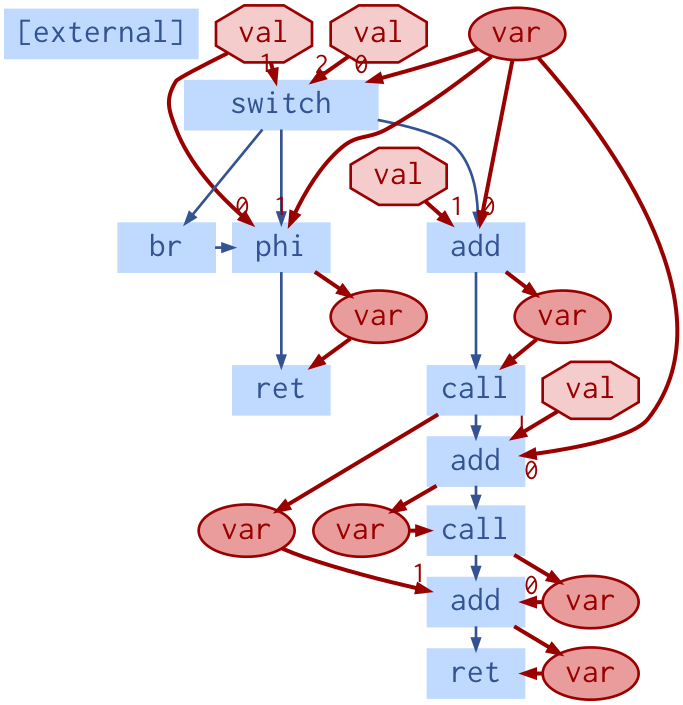 [external]
val
val
var
1
2
0
switch
val
0
1
1
0
br
phi
add
var
var
ret
call
val
1
add
0
var
var
call
1
0
add
var
ret
var